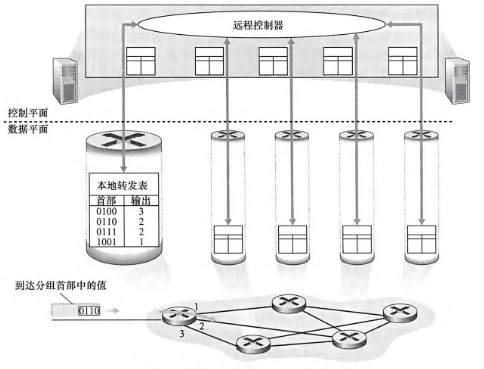 远程控制器
控制平面
数据平面
本地转发表
首部 输出
0100 3
0110 2
0111 2
1001 1
到达分组首部中的值
0110
1
2
3